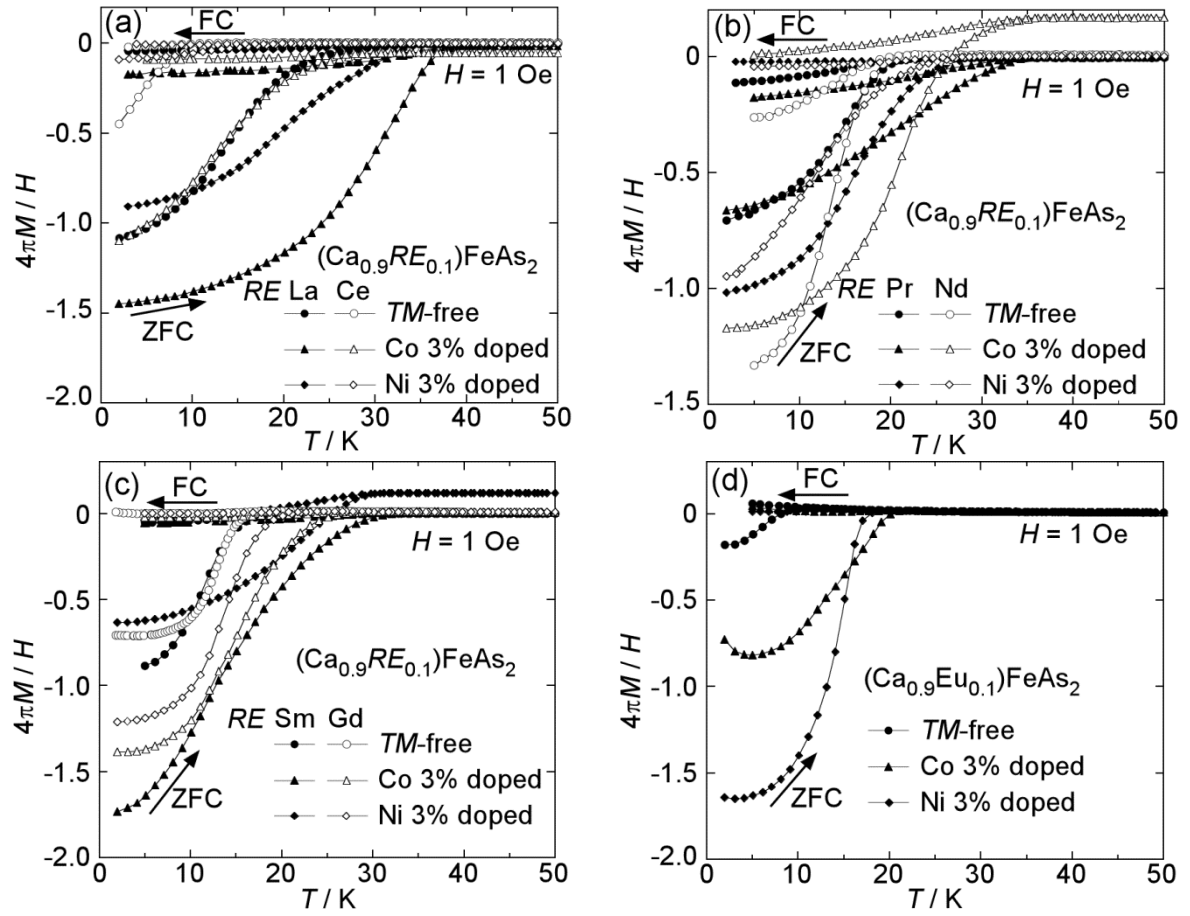 (a)
FC
H = 1 Oe
(Ca0.9RE0.1)FeAs2
RE La Ce
TM-free
Co 3% doped
Ni 3% doped
ZFC
4πM / H
0
-0.5
-1.0
-1.5
-2.0
0 10 20 30 40 50
T / K
(b)
FC
H = 1 Oe
(Ca0.9RE0.1)FeAs2
RE Pr Nd
TM-free
Co 3% doped
Ni 3% doped
ZFC
4πM / H
0
-0.5
-1.0
-1.5
0 10 20 30 40 50
T / K
(c)
FC
H = 1 Oe
(Ca0.9RE0.1)FeAs2
RE Sm Gd
TM-free
Co 3% doped
Ni 3% doped
ZFC
4πM / H
0
-0.5
-1.0
-1.5
-2.0
0 10 20 30 40 50
T / K
(d)
FC
H = 1 Oe
(Ca0.9Eu0.1)FeAs2
TM-free
Co 3% doped
Ni 3% doped
ZFC
4πM / H
0
-0.5
-1.0
-1.5
-2.0
0 10 20 30 40 50
T / K